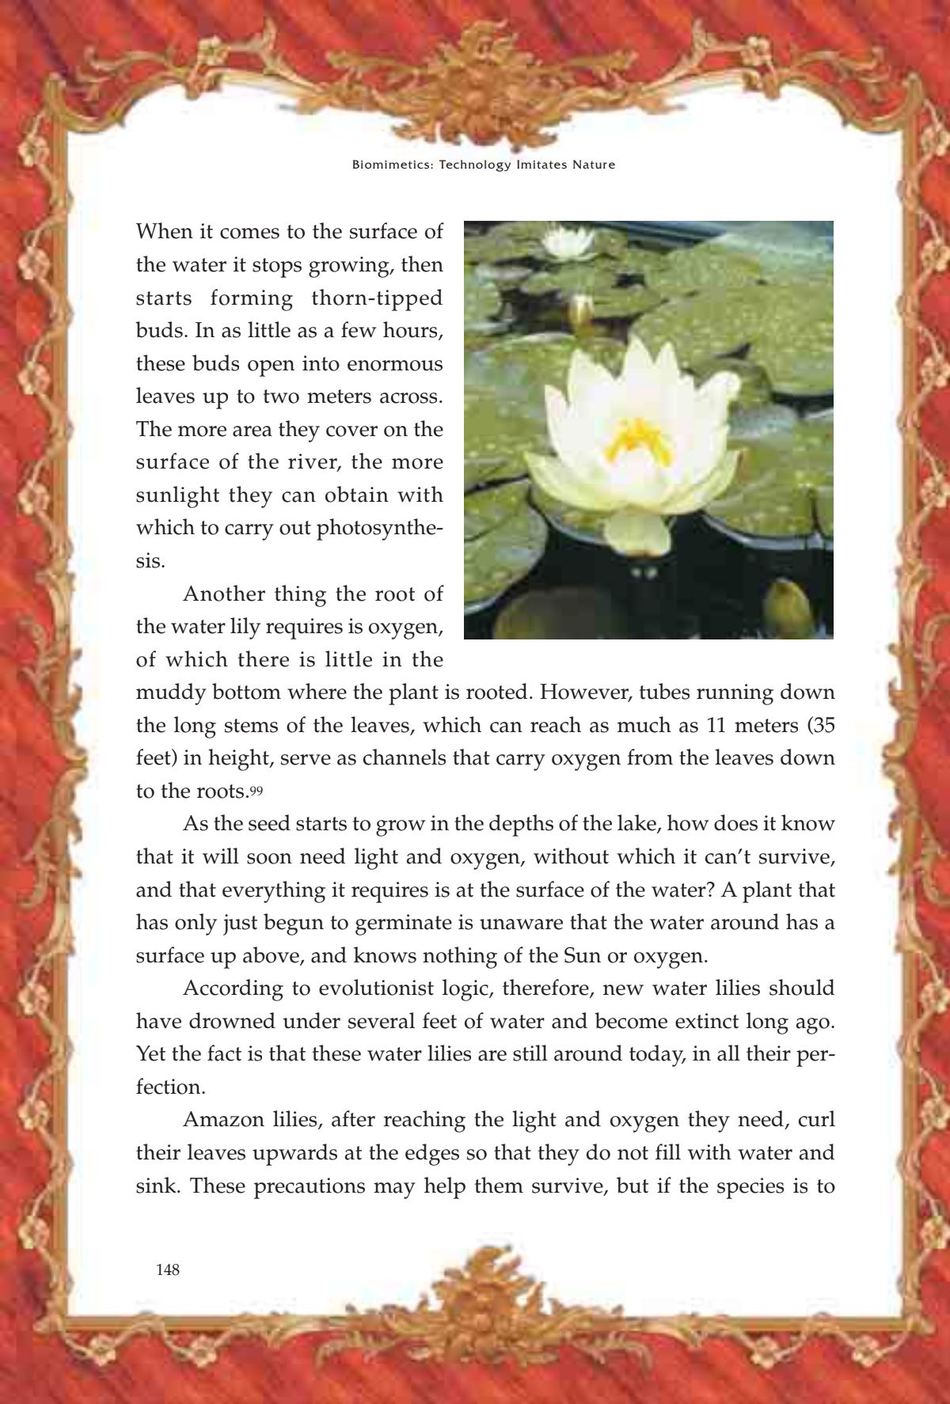 Biomimetics: Technology Imitates Nature
When it comes to the surface of
the water it stops growing, then
starts forming thorn-tipped
buds. In as little as a few hours,
these buds open into enormous
leaves up to two meters across.
The more area they cover on the
surface of the river, the more
sunlight they can obtain with
which to carry out photosynthe-
sis.
Another thing the root of
the water lily requires is oxygen,
of which there is little in the
muddy bottom where the plant is rooted. However, tubes running down
the long stems of the leaves, which can reach as much as 11 meters (35
feet) in height, serve as channels that carry oxygen from the leaves down
to the roots.99
As the seed starts to grow in the depths of the lake, how does it know
that it will soon need light and oxygen, without which it can't survive,
and that everything it requires is at the surface of the water? A plant that
has only just begun to germinate is unaware that the water around has a
surface up above, and knows nothing of the Sun or oxygen.
According to evolutionist logic, therefore, new water lilies should
have drowned under several feet of water and become extinct long ago.
Yet the fact is that these water lilies are still around today, in all their per-
fection.
Amazon lilies, after reaching the light and oxygen they need, curl
their leaves upwards at the edges so that they do not fill with water and
sink. These precautions may help them survive, but if the species is to
148